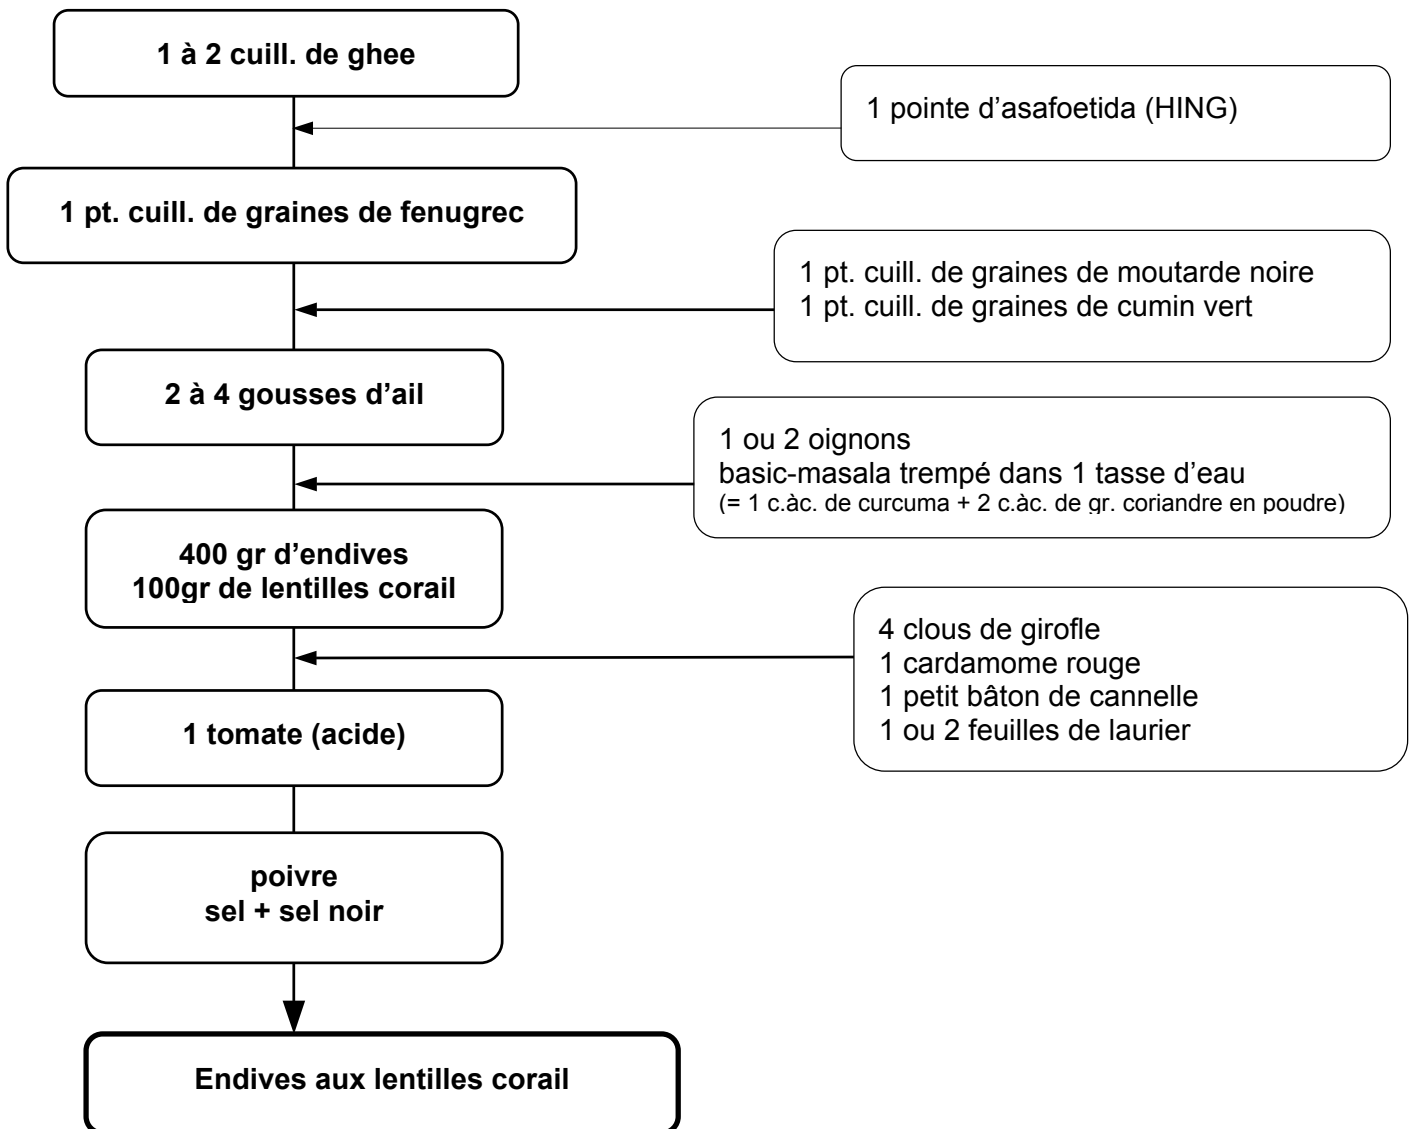 1 à 2 cuill. de ghee
1 pointe d’asafoetida (HING)
1 pt. cuill. de graines de fenugrec
1 pt. cuill. de graines de moutarde noire
1 pt. cuill. de graines de cumin vert
2 à 4 gousses d’ail
1 ou 2 oignons
basic-masala trempé dans 1 tasse d’eau
(= 1 c.àc. de curcuma + 2 c.àc. de gr. coriandre en poudre)
400 gr d’endives
100gr de lentilles corail
4 clous de girofle
1 cardamome rouge
1 petit bâton de cannelle
1 ou 2 feuilles de laurier
1 tomate (acide)
poivre
sel + sel noir
Endives aux lentilles corail